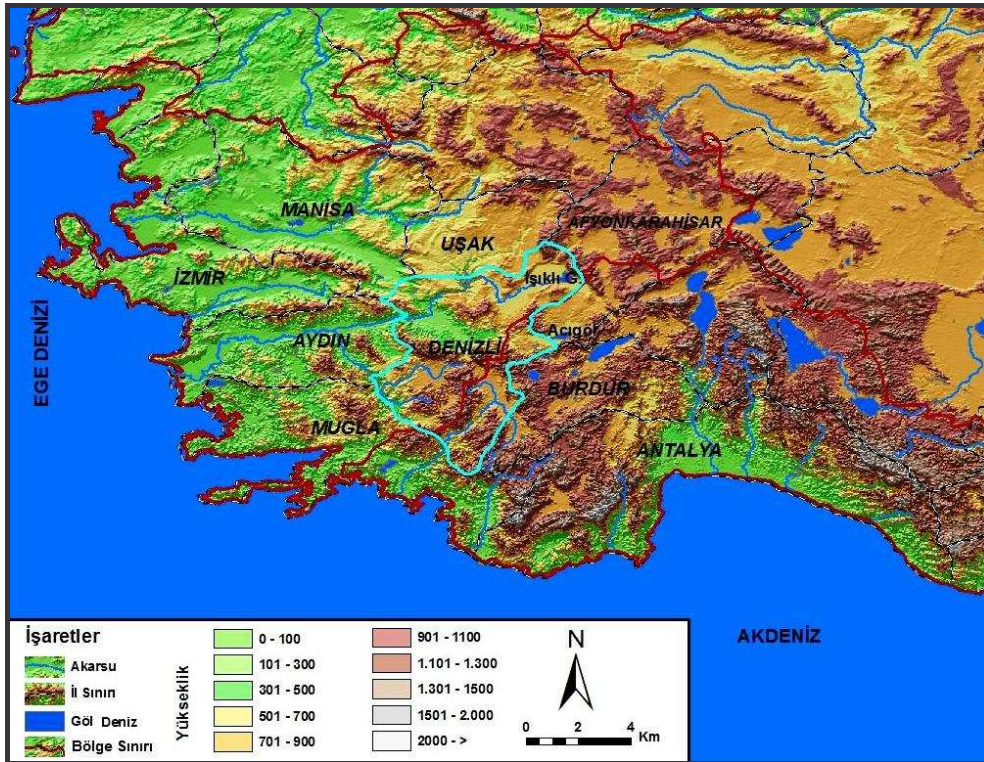 MANİSA
UŞAK
AFYONKARAHİSAR
İZMİR
Işıklı G.
AYDIN
DENİZLİ
Acıgöl
BURDUR
MUĞLA
ANTALYA
EGE DENİZİ
AKDENİZ
İşaretler
Akarsu
İl Sınırı
Göl Deniz
Bölge Sınırı
Yükseklik
0 - 100
101 - 300
301 - 500
501 - 700
701 - 900
901 - 1100
1.101 - 1.300
1.301 - 1500
1501 - 2.000
2000 - >
N
0 2 4
Km